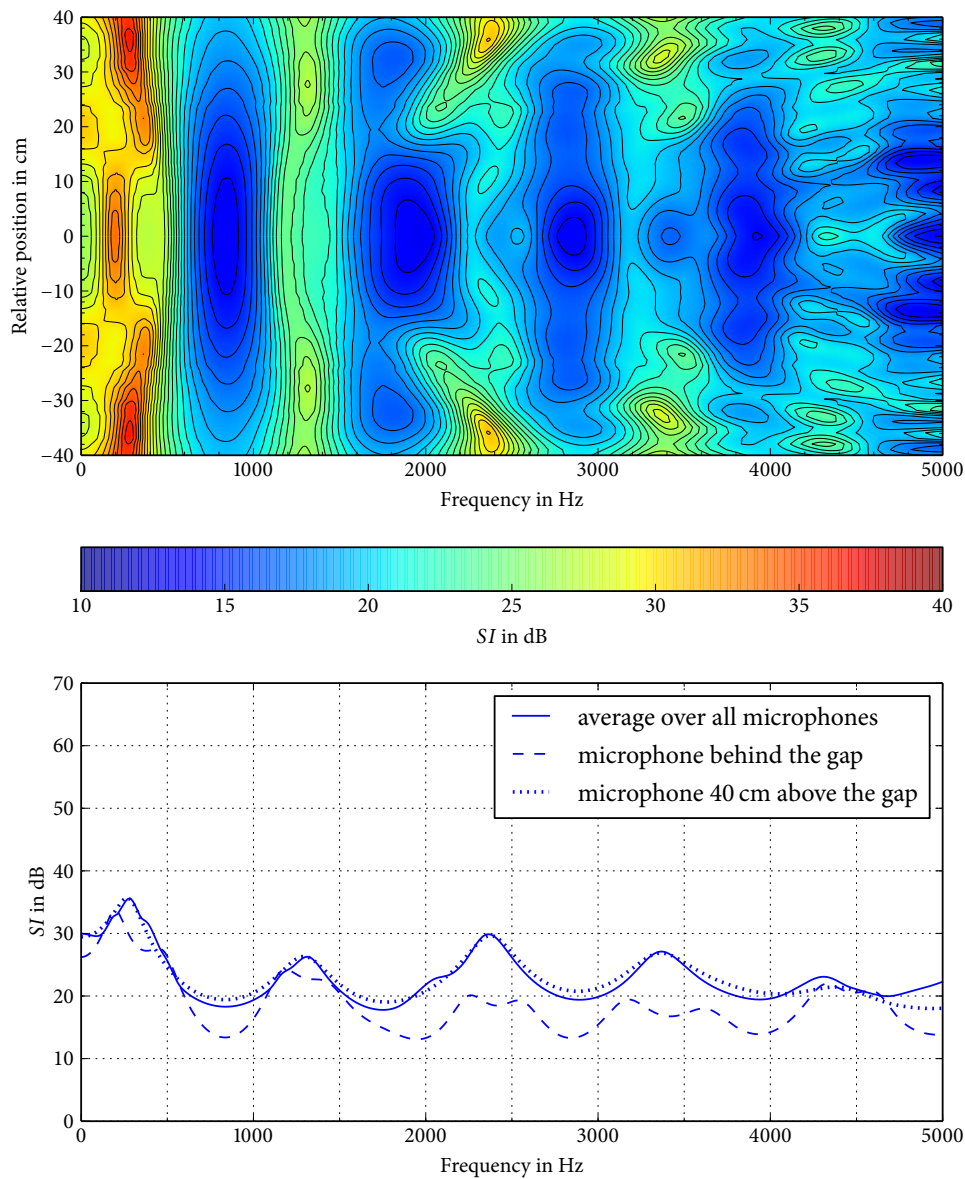 40
30
20
10
0
−10
−20
−30
−40
Relative position in cm
0 1000 2000 3000 4000 5000
Frequency in Hz
10 15 20 25 30 35 40
SI in dB
70
60
50
40
30
20
10
0
SI in dB
average over all microphones
microphone behind the gap
microphone 40 cm above the gap
0 1000 2000 3000 4000 5000
Frequency in Hz